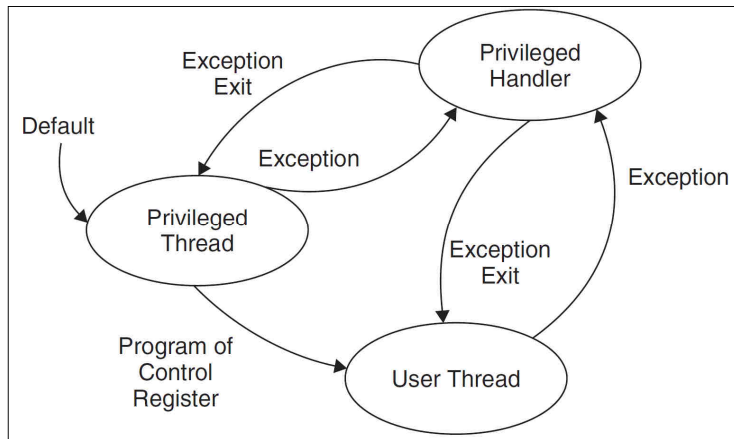 Privileged
Handler
Exception
Exit
Default
Exception
Exception
Privileged
Thread
Exception
Exit
Program of
Control
Register
User Thread